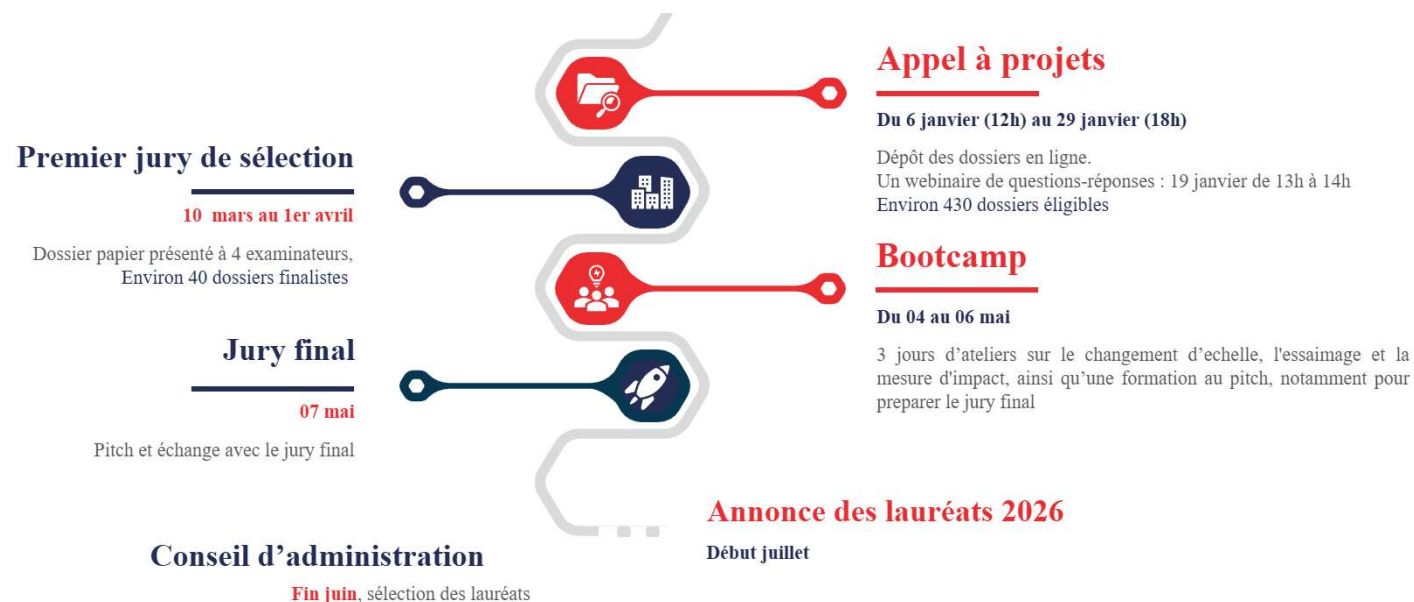 Appel à projets
Du 6 janvier (12h) au 29 janvier (18h)
Dépôt des dossiers en ligne.
Un webinaire de questions-réponses : 19 janvier de 13h à 14h
Environ 430 dossiers éligibles
Premier jury de sélection
10 mars au 1er avril
Dossier papier présenté à 4 examinateurs,
Environ 40 dossiers finalistes
Bootcamp
Du 04 au 06 mai
3 jours d’ateliers sur le changement d’echelle, l'essaimage et la
mesure d'impact, ainsi qu’une formation au pitch, notamment pour
preparer le jury final
Jury final
07 mai
Pitch et échange avec le jury final
Conseil d’administration
Fin juin, sélection des lauréats
Annonce des lauréats 2026
Début juillet